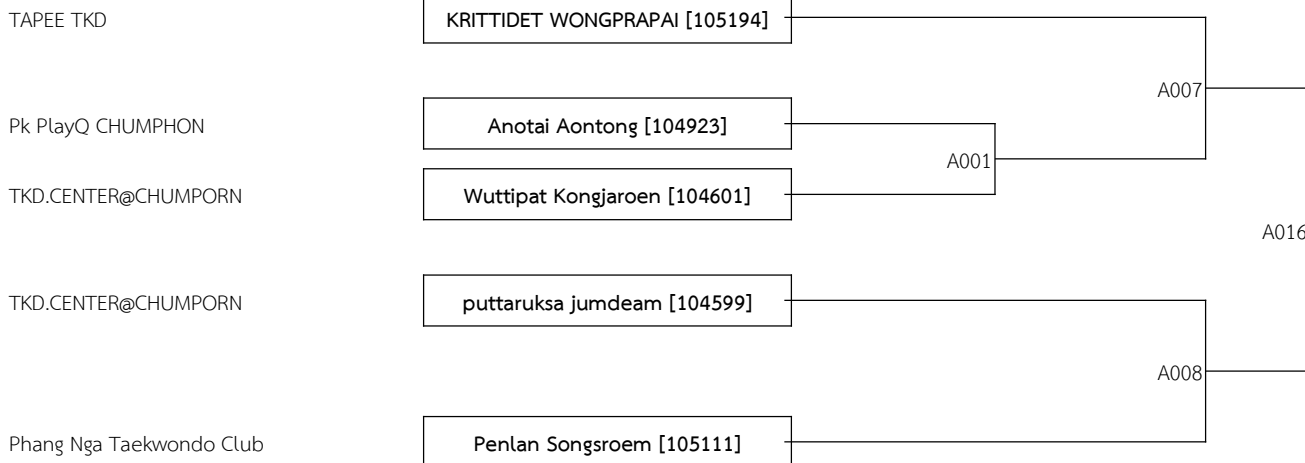 TAPEE TKD
KRITTIDET WONGPRAPAI [105194]
A007
Pk PlayQ CHUMPHON
Anotai Aontong [104923]
A001
TKD.CENTER@CHUMPORN
Wuttipat Kongjaroen [104601]
A016
TKD.CENTER@CHUMPORN
puttaruksa jumdeam [104599]
A008
Phang Nga Taekwondo Club
Penlan Songsroem [105111]